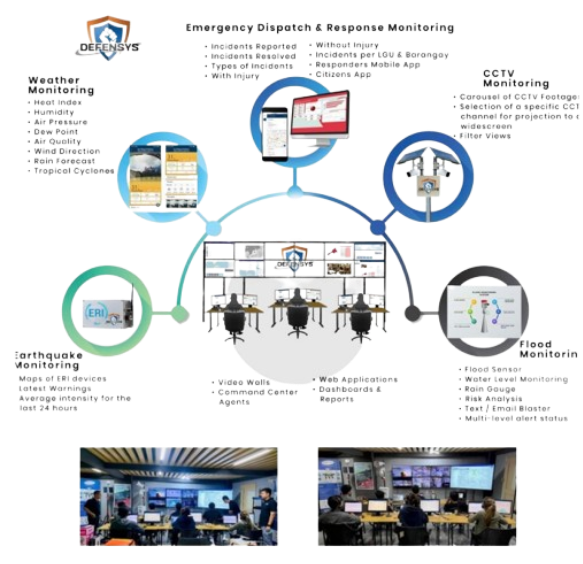 DEFENSYS
Emergency Dispatch & Response Monitoring
• Incidents Reported
• Incidents Resolved
• Types of Incidents
• With Injury
• Without Injury
• Incidents per LGU & Barangay
• Responders Mobile App
• Citizens App
Weather
Monitoring
• Heat Index
• Humidity
• Air Pressure
• Dew Point
• Air Quality
• Wind Direction
• Rain Forecast
• Tropical Cyclones
CCTV
Monitoring
• Carousel of CCTV Footage
• Selection of a specific CCT
channel for projection to a
widescreen
• Filter Views
DEFENSYS
ERI
Earthquake
Monitoring
Maps of ERI devices
Latest Warnings
Average intensity for the
last 24 hours
• Video Walls
• Command Center
Agents
• Web Applications
• Dashboards &
Reports
Flood
Monitorin
• Flood Sensor
• Water Level Monitoring
• Rain Gauge
• Risk Analysis
• Text / Email Blaster
• Multi-level alert status